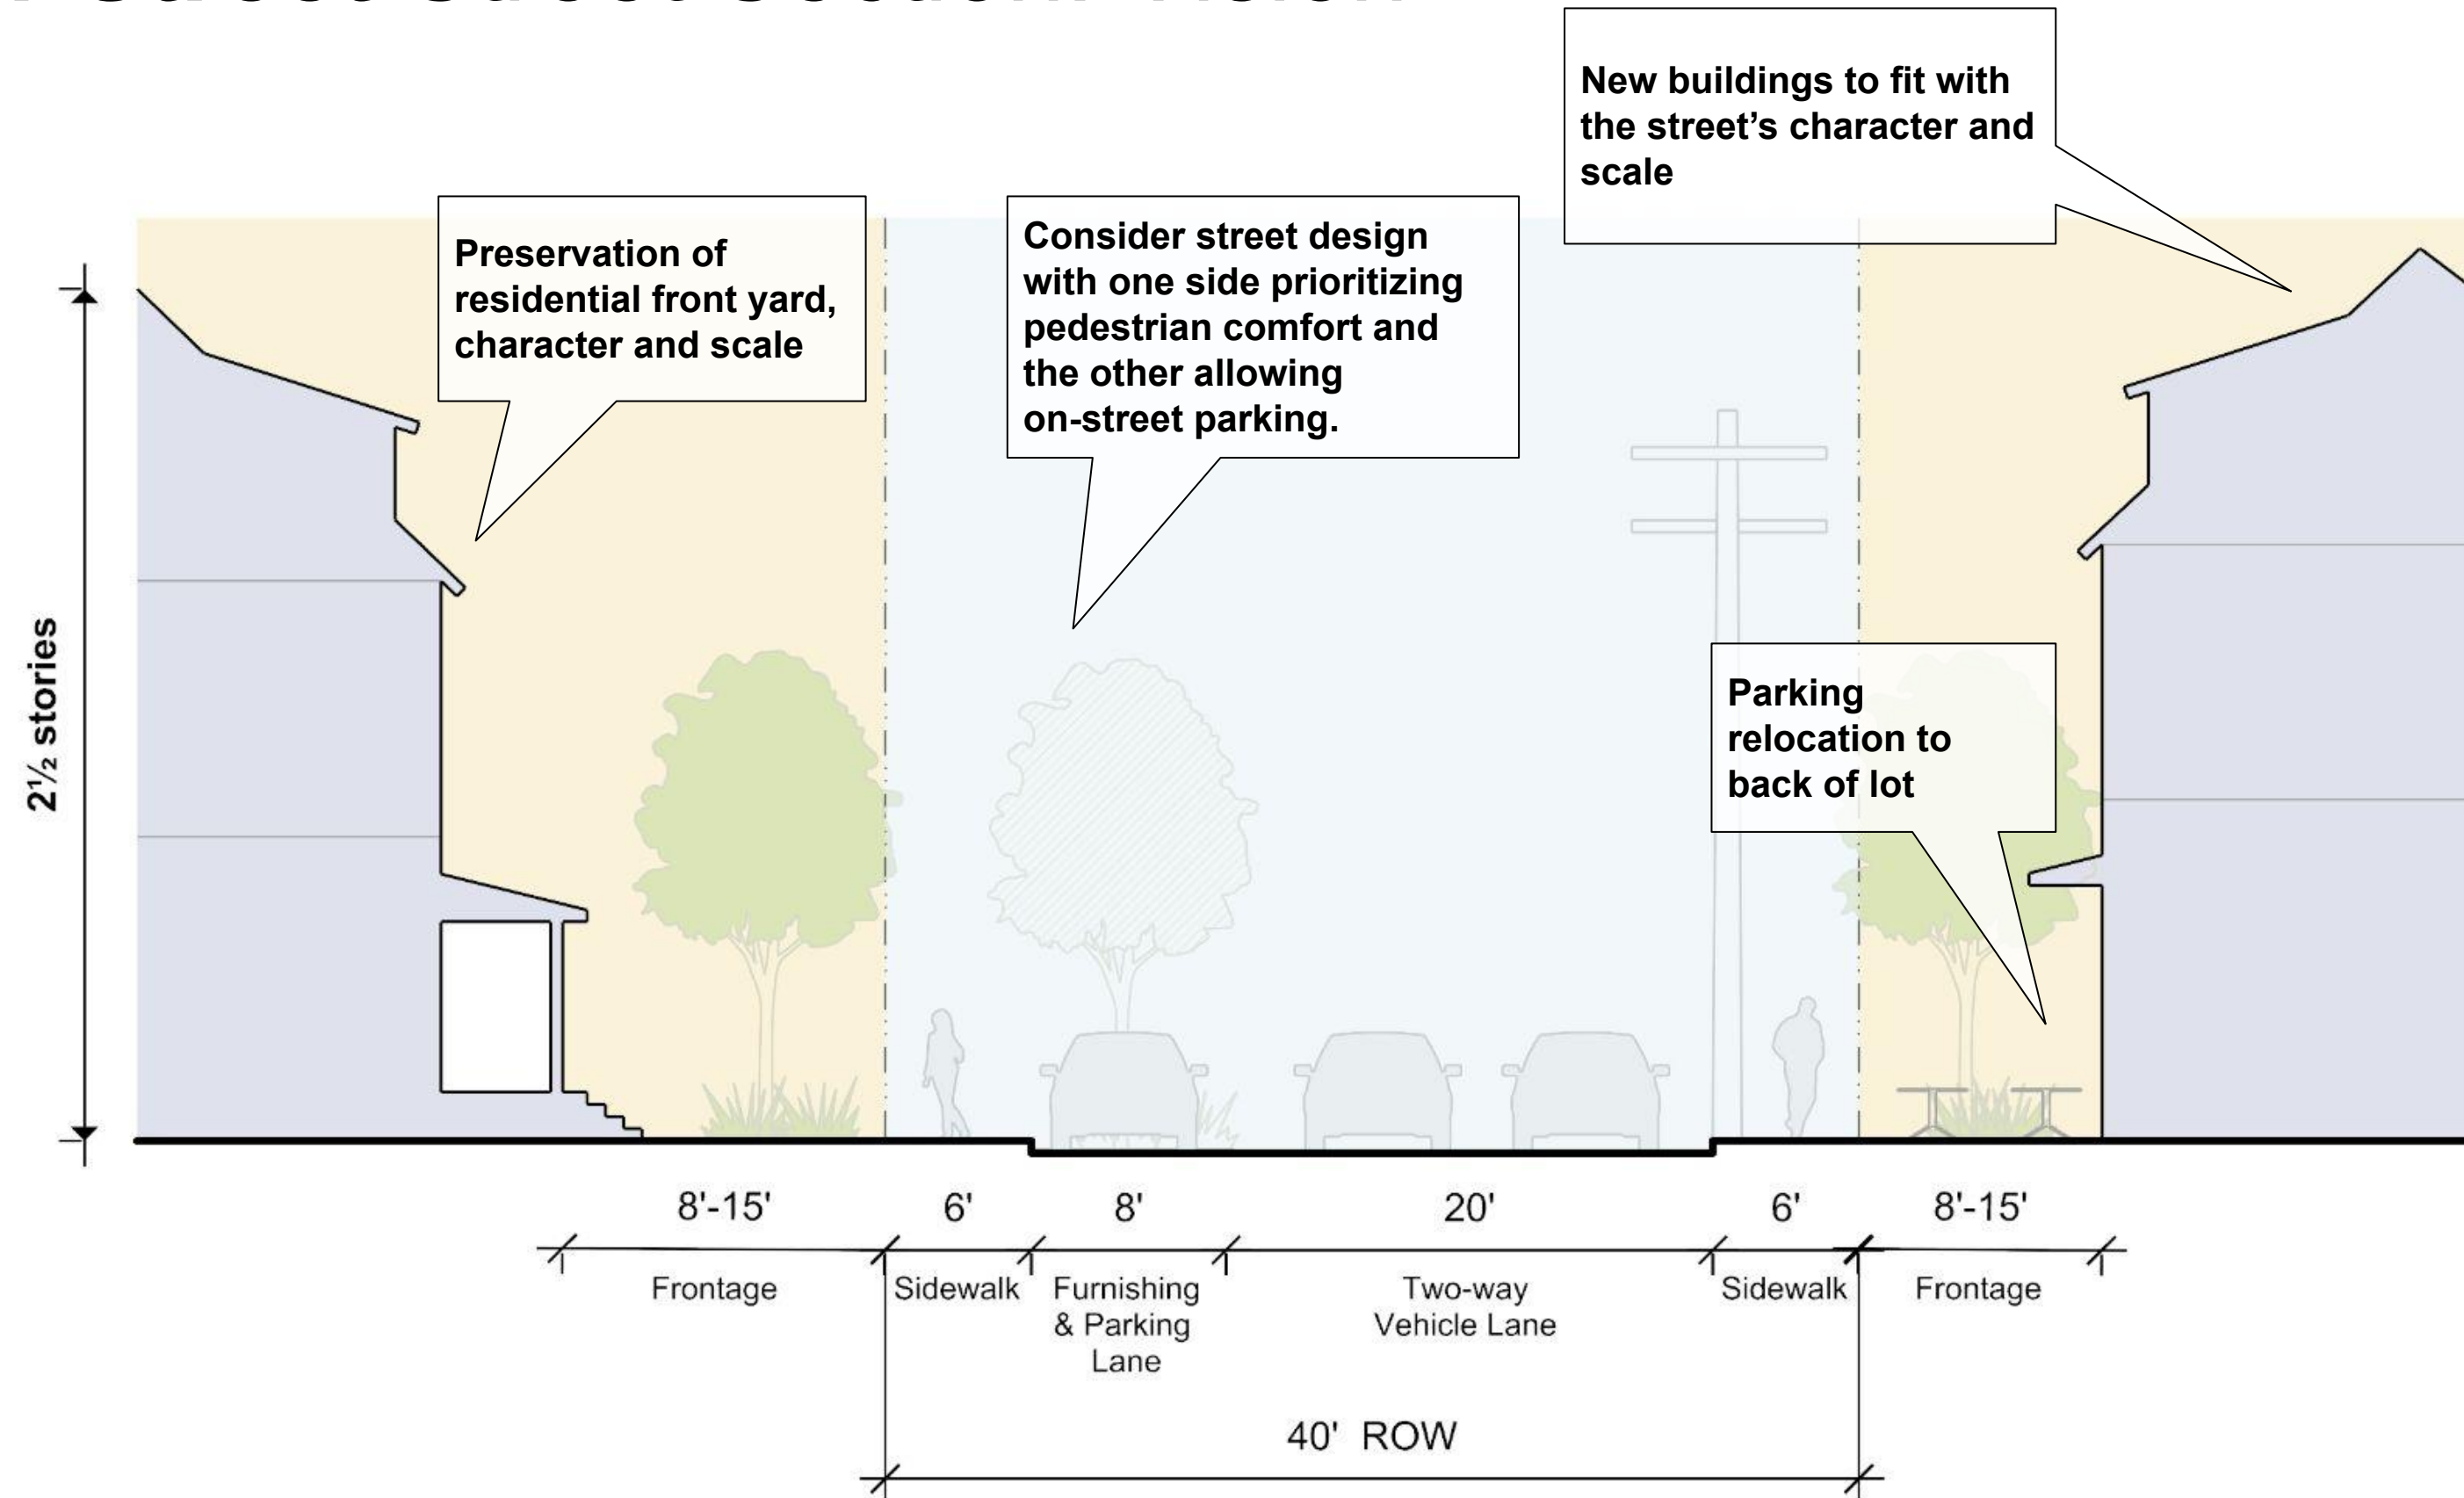 New buildings to fit with
the street’s character and
scale
Preservation of
residential front yard,
character and scale
Consider street design
with one side prioritizing
pedestrian comfort and
the other allowing
on-street parking.
Parking
relocation to
back of lot
2½ stories
8'-15'
6'
8'
20'
6'
8'-15'
Frontage
Sidewalk
Furnishing
& Parking
Lane
Two-way
Vehicle Lane
Sidewalk
Frontage
40' ROW